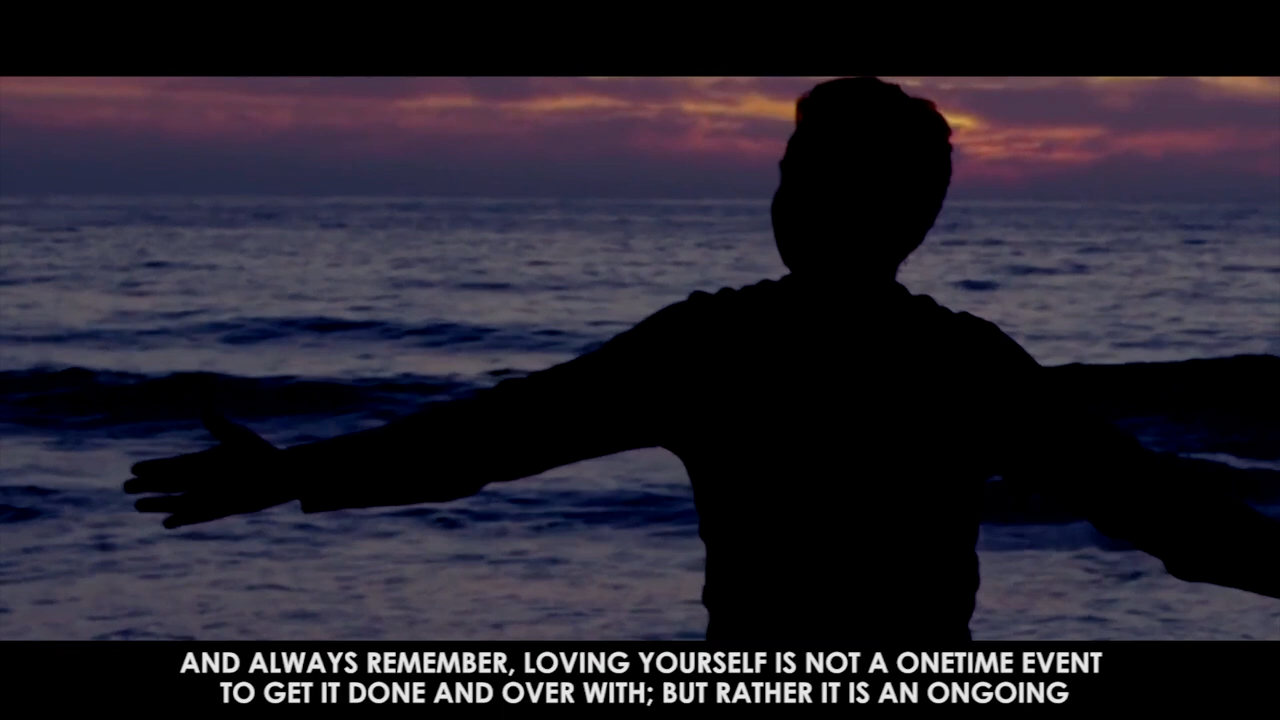 AND ALWAYS REMEMBER, LOVING YOURSELF IS NOT A ONETIME EVENT
TO GET IT DONE AND OVER WITH; BUT RATHER IT IS AN ONGOING